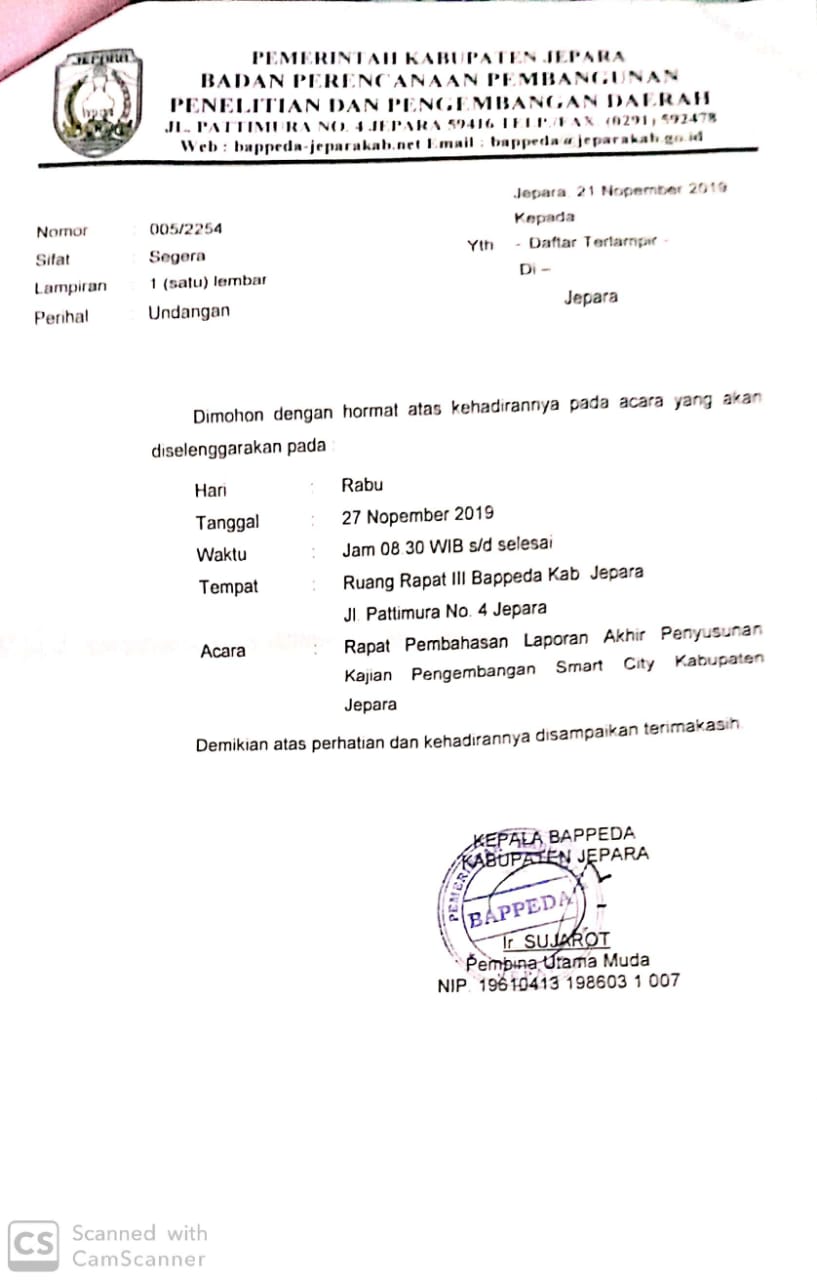 JEPARA
PEMERINTAH KABUPATEN JEPARA
BADAN PERENCANAAN PEMBANGUNAN
PENELITIAN DAN PENGEMBANGAN DAERAH
JL. PATTIMURA NO. 4 JEPARA 59416 TELP./FAX. (0291) 592478
Web : bappeda-jeparakab.net Email : bappeda@jeparakab.go.id
Jepara, 21 Nopember 2019
Kepada
Yth - Daftar Terlampir -
Di –
Jepara
Nomor : 005/2254
Sifat : Segera
Lampiran : 1 (satu) lembar
Perihal : Undangan
Dimohon dengan hormat atas kehadirannya pada acara yang akan
diselenggarakan pada :
Hari : Rabu
Tanggal : 27 Nopember 2019
Waktu : Jam 08.30 WIB s/d selesai
Tempat : Ruang Rapat III Bappeda Kab. Jepara
Jl. Pattimura No. 4 Jepara
Acara : Rapat Pembahasan Laporan Akhir Penyusunan
Kajian Pengembangan Smart City Kabupaten
Jepara
Demikian atas perhatian dan kehadirannya disampaikan terimakasih.
KEPALA BAPPEDA
KABUPATEN JEPARA
BAPPEDA
Ir. SUJAROT
Pembina Utama Muda
NIP. 19610413 198603 1 007
CS Scanned with
CamScanner